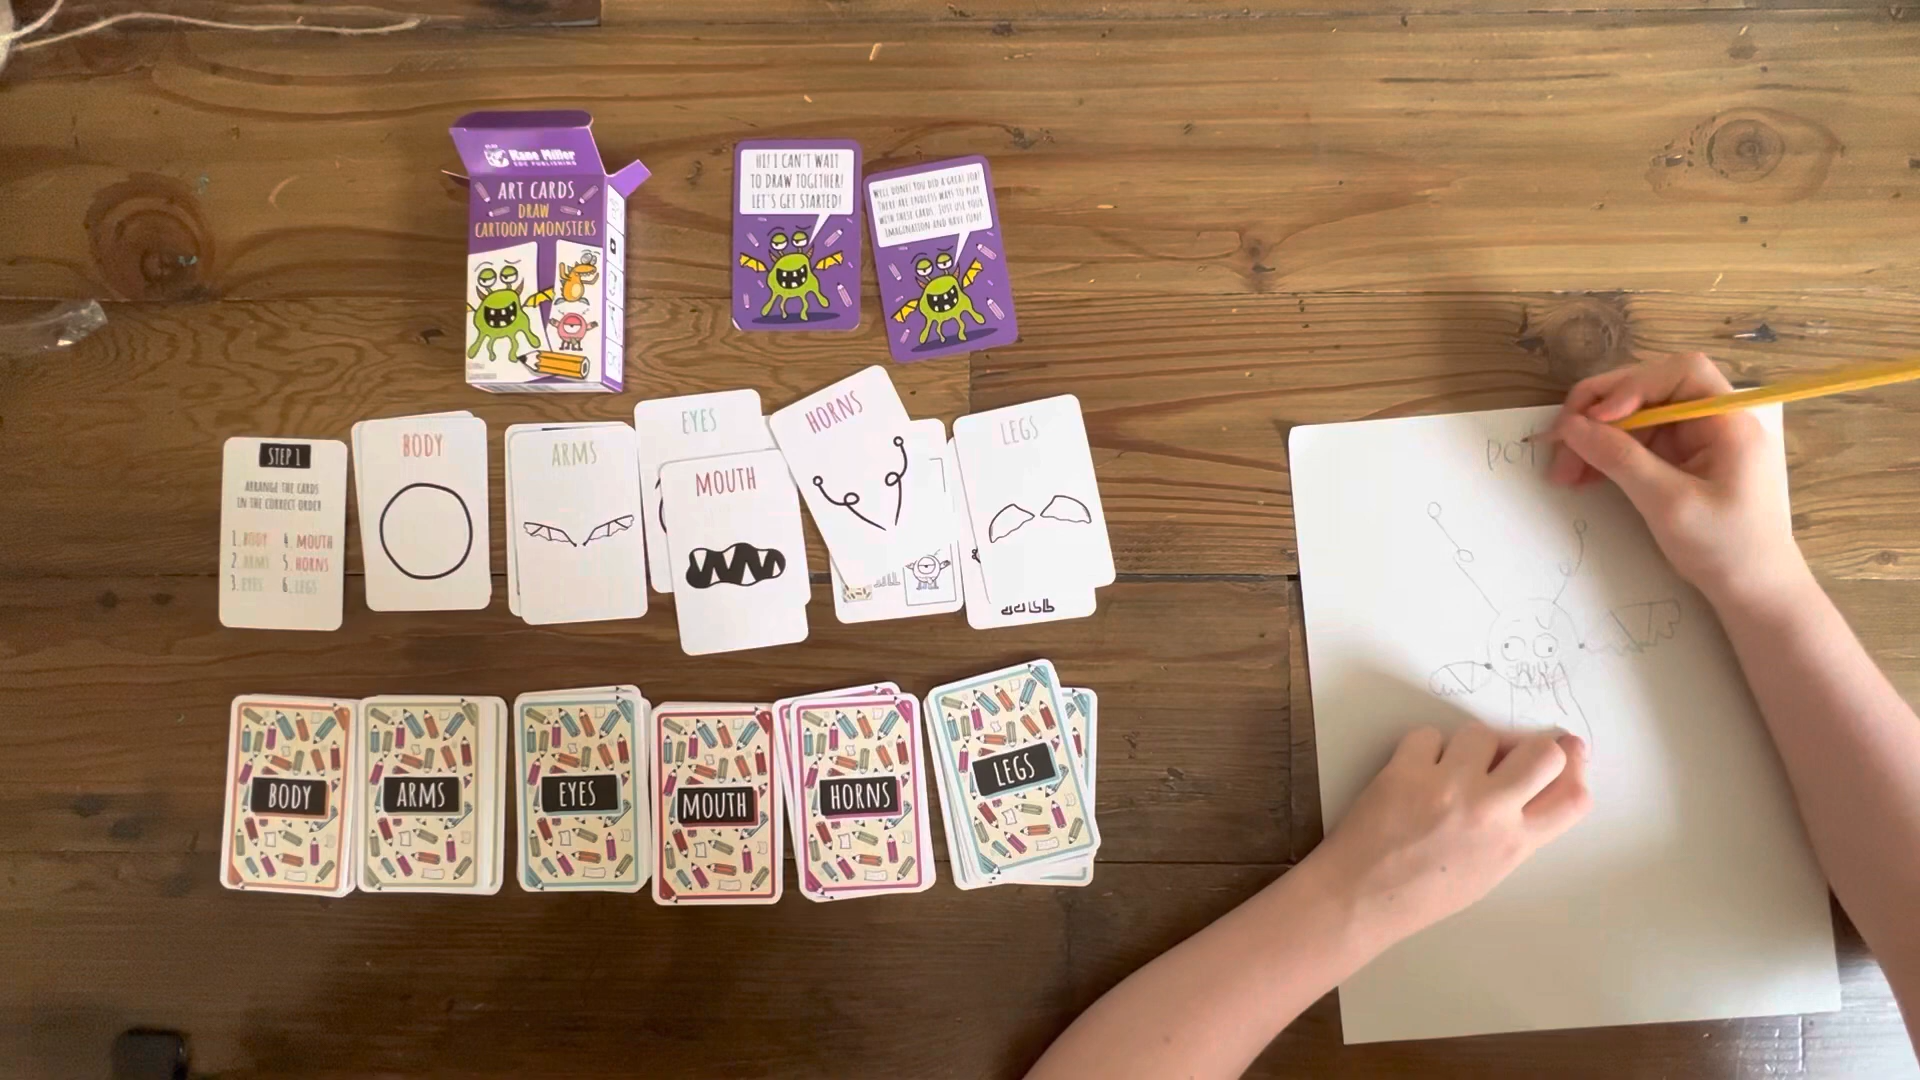 Kane Miller
EDC PUBLISHING
ART CARDS
DRAW
CARTOON MONSTERS
HI! I CAN'T WAIT
TO DRAW TOGETHER!
LET'S GET STARTED!
WELL DONE! YOU DID A GREAT JOB!
THERE ARE ENDLESS WAYS TO PLAY
WITH THESE CARDS. JUST USE YOUR
IMAGINATION AND HAVE FUN!
STEP 1
ARRANGE THE CARDS
IN THE CORRECT ORDER
1. BODY 4. MOUTH
2. ARMS 5. HORNS
3. EYES 6. LEGS
BODY
ARMS
EYES
MOUTH
HORNS
LEGS
BODY
ARMS
EYES
MOUTH
HORNS
LEGS